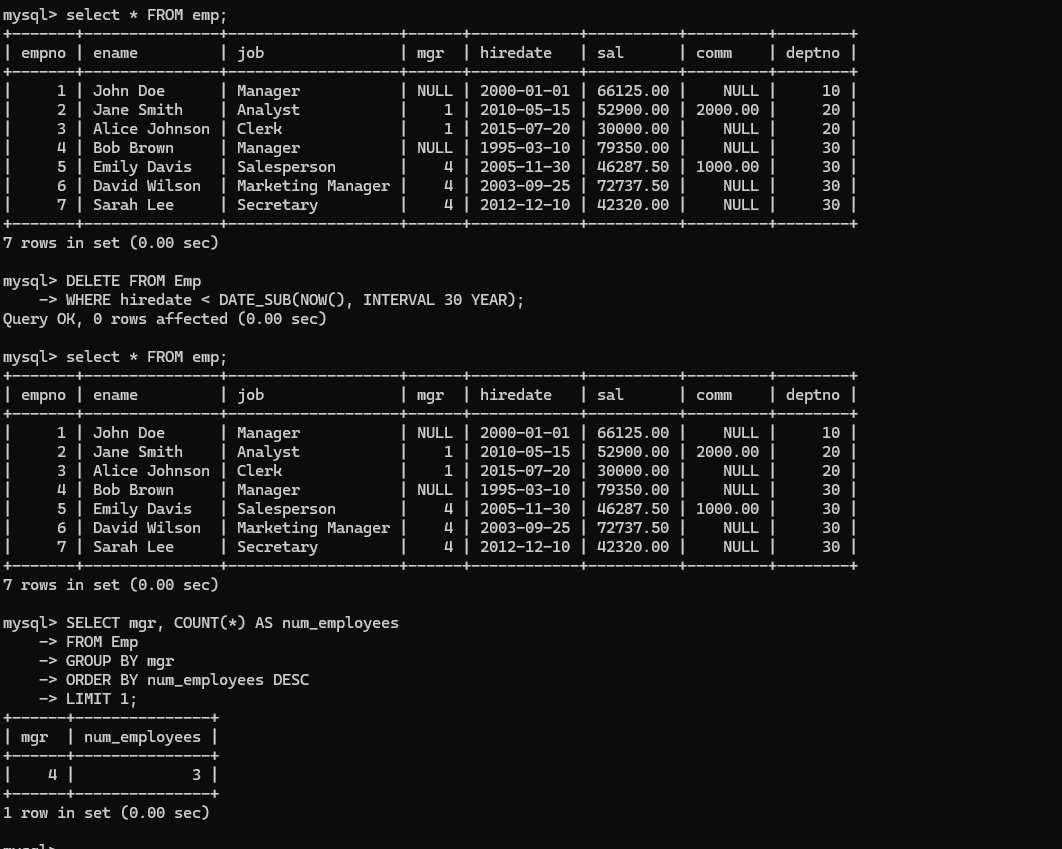 mysql> select * FROM emp;
+-------+---------------+-------------------+------+------------+----------+---------+--------+
| empno | ename         | job               | mgr  | hiredate   | sal      | comm    | deptno |
+-------+---------------+-------------------+------+------------+----------+---------+--------+
|     1 | John Doe      | Manager           | NULL | 2000-01-01 | 66125.00 |    NULL |     10 |
|     2 | Jane Smith    | Analyst           |    1 | 2010-05-15 | 52900.00 | 2000.00 |     20 |
|     3 | Alice Johnson | Clerk             |    1 | 2015-07-20 | 30000.00 |    NULL |     20 |
|     4 | Bob Brown     | Manager           | NULL | 1995-03-10 | 79350.00 |    NULL |     30 |
|     5 | Emily Davis   | Salesperson       |    4 | 2005-11-30 | 46287.50 | 1000.00 |     30 |
|     6 | David Wilson  | Marketing Manager |    4 | 2003-09-25 | 72737.50 |    NULL |     30 |
|     7 | Sarah Lee     | Secretary         |    4 | 2012-12-10 | 42320.00 |    NULL |     30 |
+-------+---------------+-------------------+------+------------+----------+---------+--------+
7 rows in set (0.00 sec)

mysql> DELETE FROM Emp
    -> WHERE hiredate < DATE_SUB(NOW(), INTERVAL 30 YEAR);
Query OK, 0 rows affected (0.00 sec)

mysql> select * FROM emp;
+-------+---------------+-------------------+------+------------+----------+---------+--------+
| empno | ename         | job               | mgr  | hiredate   | sal      | comm    | deptno |
+-------+---------------+-------------------+------+------------+----------+---------+--------+
|     1 | John Doe      | Manager           | NULL | 2000-01-01 | 66125.00 |    NULL |     10 |
|     2 | Jane Smith    | Analyst           |    1 | 2010-05-15 | 52900.00 | 2000.00 |     20 |
|     3 | Alice Johnson | Clerk             |    1 | 2015-07-20 | 30000.00 |    NULL |     20 |
|     4 | Bob Brown     | Manager           | NULL | 1995-03-10 | 79350.00 |    NULL |     30 |
|     5 | Emily Davis   | Salesperson       |    4 | 2005-11-30 | 46287.50 | 1000.00 |     30 |
|     6 | David Wilson  | Marketing Manager |    4 | 2003-09-25 | 72737.50 |    NULL |     30 |
|     7 | Sarah Lee     | Secretary         |    4 | 2012-12-10 | 42320.00 |    NULL |     30 |
+-------+---------------+-------------------+------+------------+----------+---------+--------+
7 rows in set (0.00 sec)

mysql> SELECT mgr, COUNT(*) AS num_employees
    -> FROM Emp
    -> GROUP BY mgr
    -> ORDER BY num_employees DESC
    -> LIMIT 1;
+------+---------------+
| mgr  | num_employees |
+------+---------------+
|    4 |             3 |
+------+---------------+
1 row in set (0.00 sec)

mysql>